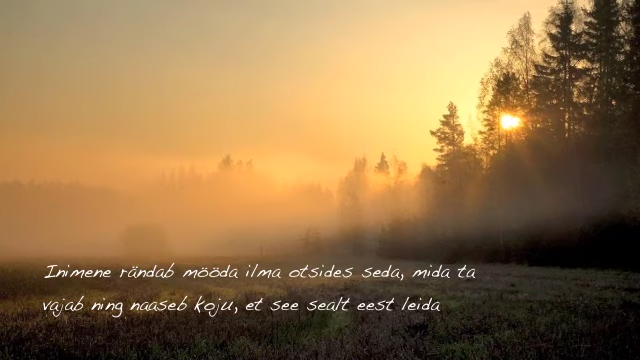 Inimene rändab mööda ilma otsides seda, mida ta
vajab ning naaseb koju, et see sealt eest leida